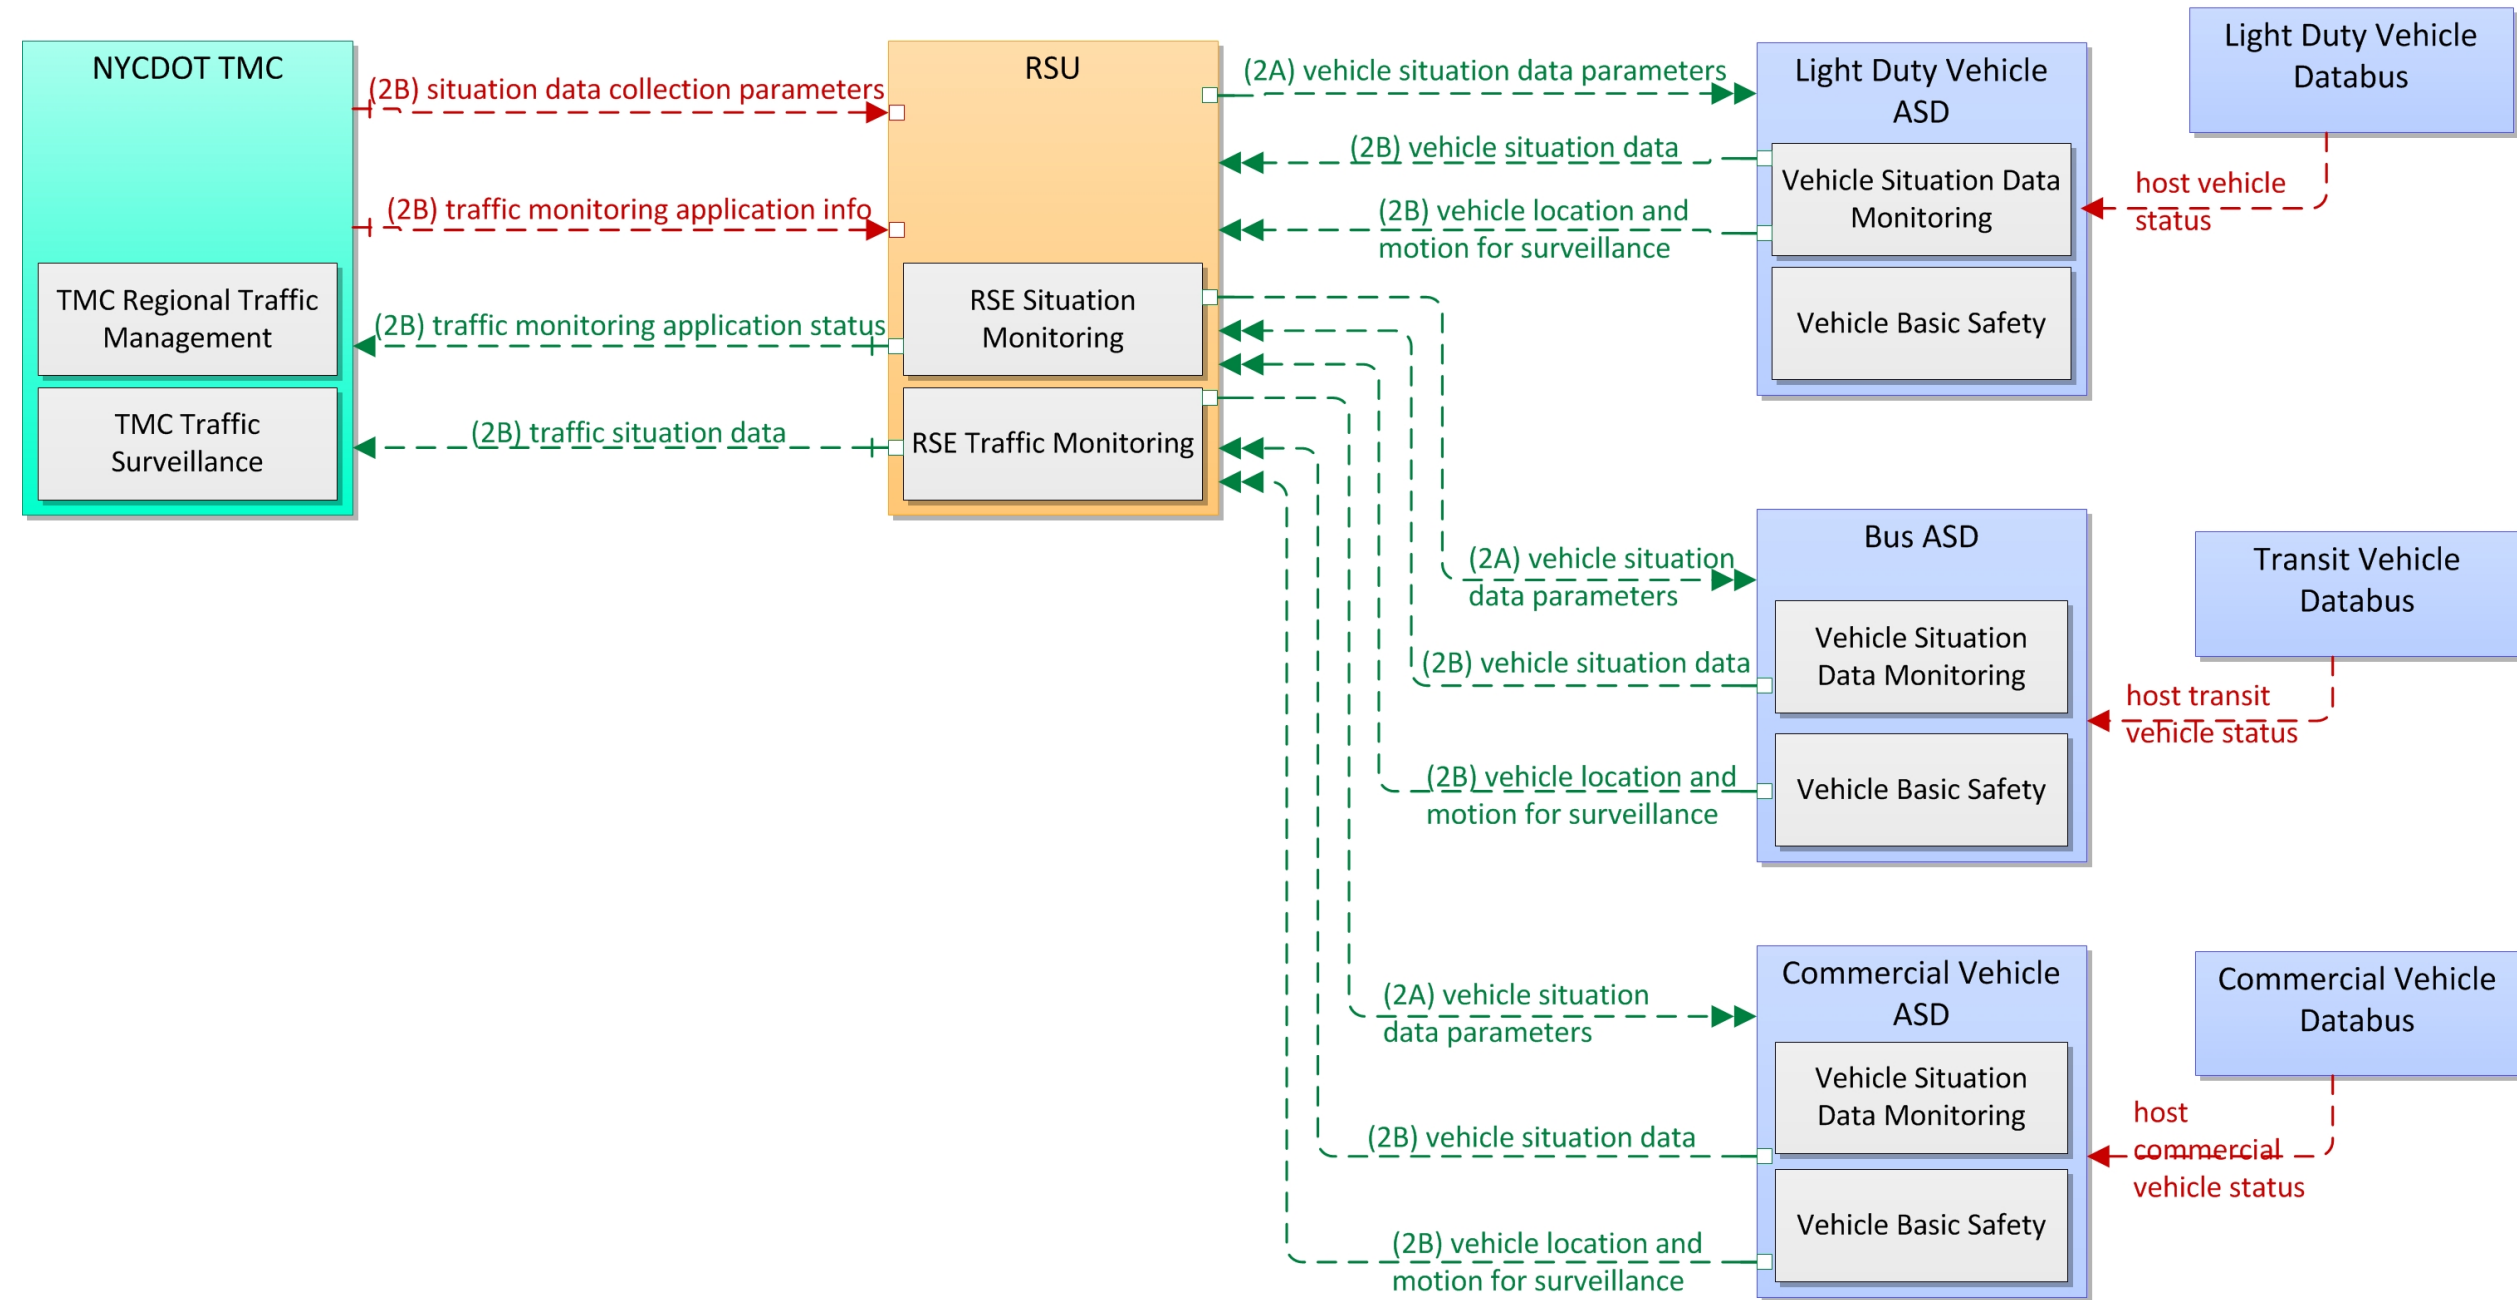 NYCDOT TMC
TMC Regional Traffic
Management
TMC Traffic
Surveillance
(2B) situation data collection parameters
(2B) traffic monitoring application info
(2B) traffic monitoring application status
(2B) traffic situation data
RSU
RSE Situation
Monitoring
RSE Traffic Monitoring
(2A) vehicle situation data parameters
(2B) vehicle situation data
(2B) vehicle location and
motion for surveillance
Light Duty Vehicle
ASD
Vehicle Situation Data
Monitoring
Vehicle Basic Safety
Light Duty Vehicle
Databus
host vehicle
status
(2A) vehicle situation
data parameters
(2B) vehicle situation data
(2B) vehicle location and
motion for surveillance
Bus ASD
Vehicle Situation
Data Monitoring
Vehicle Basic Safety
Transit Vehicle
Databus
host transit
vehicle status
(2A) vehicle situation
data parameters
(2B) vehicle situation data
(2B) vehicle location and
motion for surveillance
Commercial Vehicle
ASD
Vehicle Situation
Data Monitoring
Vehicle Basic Safety
Commercial Vehicle
Databus
host
commercial
vehicle status